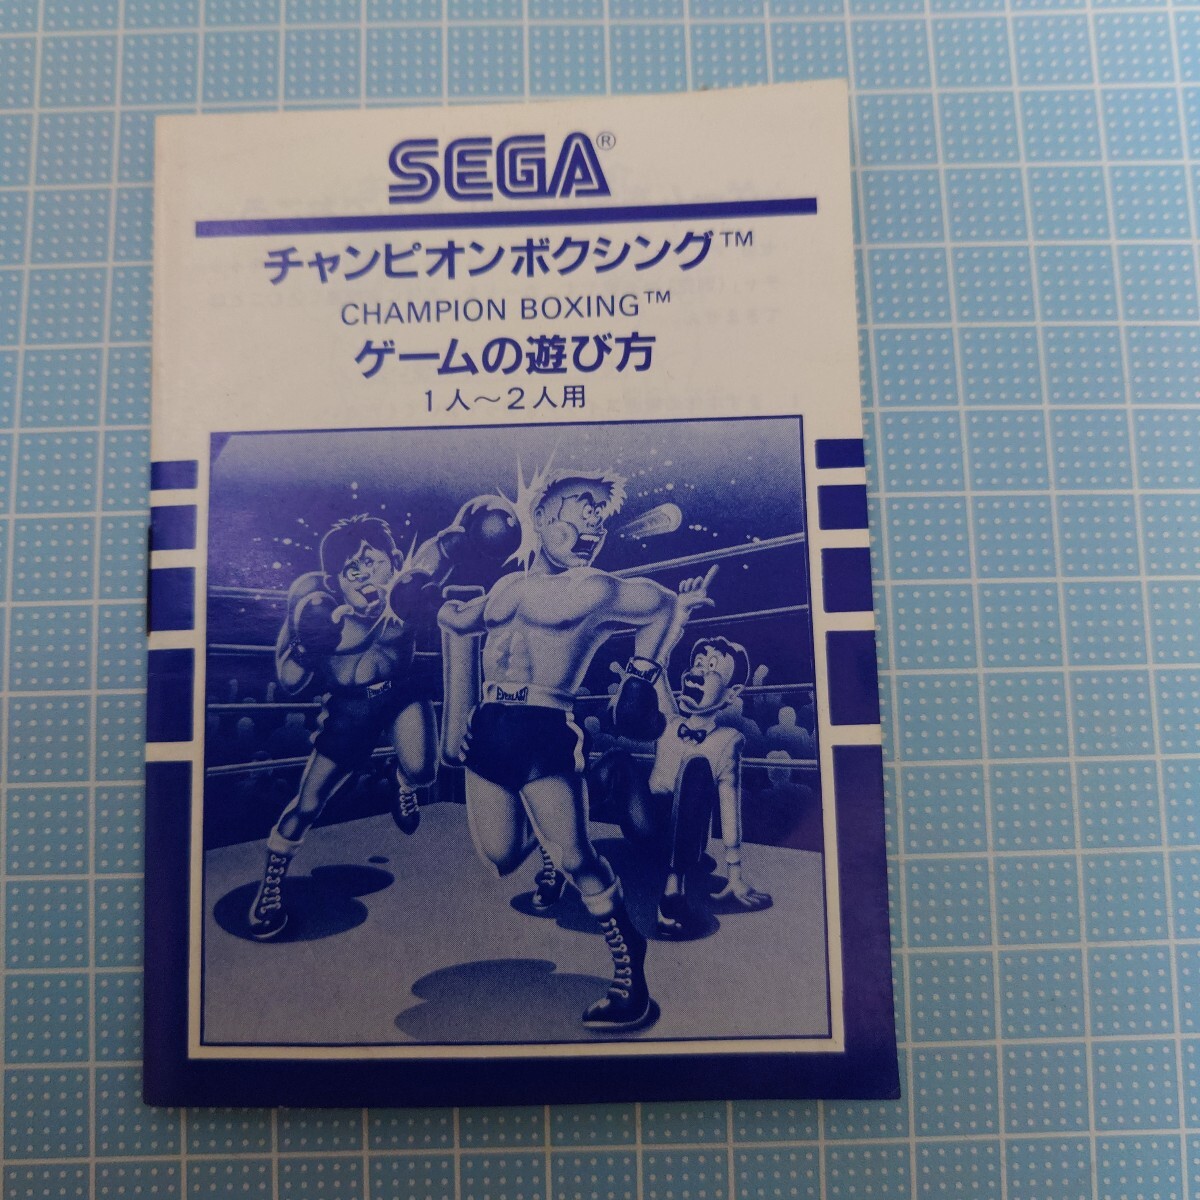 SEGA®
チャンピオンボクシング™
CHAMPION BOXING™
ゲームの遊び方
1人～2人用
EVERLAST